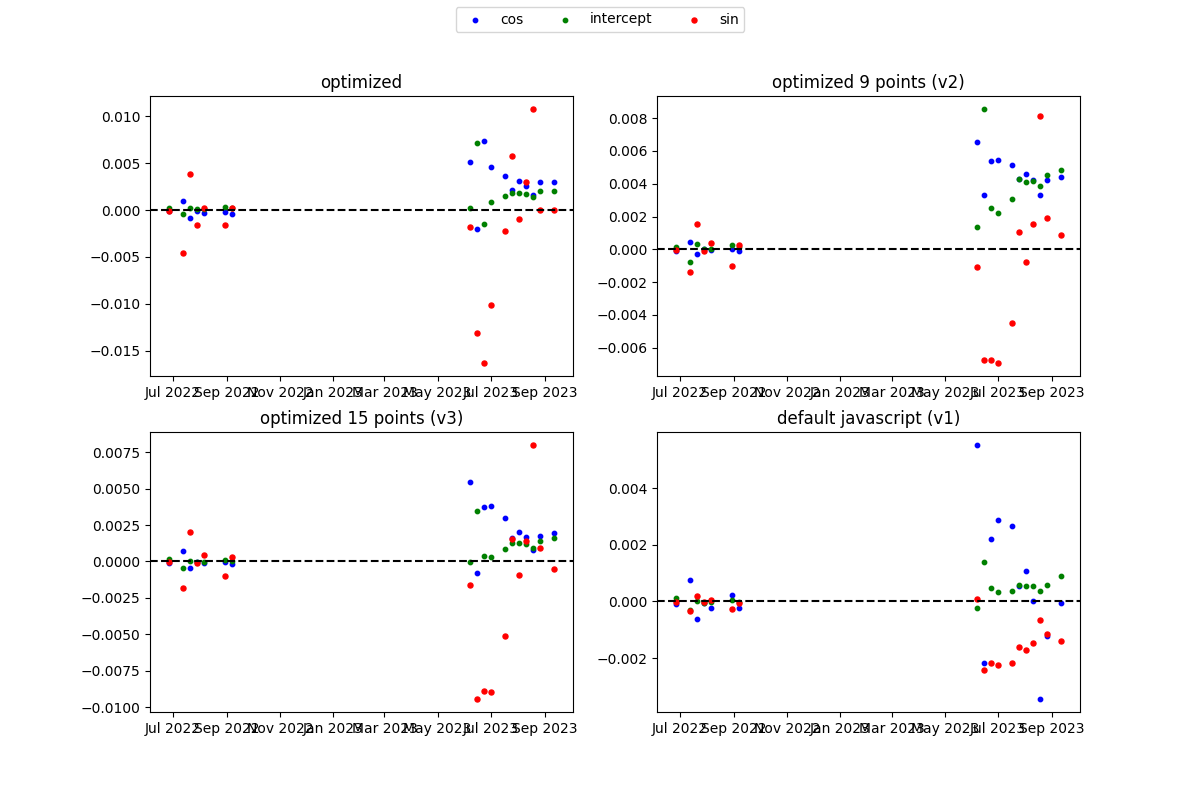 cos intercept sin
optimized
0.010
0.005
0.000
−0.005
−0.010
−0.015
Jul 2022 Sep 2022 Nov 2022 Jan 2023 Mar 2023 May 2023 Jul 2023 Sep 2023
optimized 9 points (v2)
0.008
0.006
0.004
0.002
0.000
−0.002
−0.004
−0.006
Jul 2022 Sep 2022 Nov 2022 Jan 2023 Mar 2023 May 2023 Jul 2023 Sep 2023
optimized 15 points (v3)
0.0075
0.0050
0.0025
0.0000
−0.0025
−0.0050
−0.0075
−0.0100
Jul 2022 Sep 2022 Nov 2022 Jan 2023 Mar 2023 May 2023 Jul 2023 Sep 2023
default javascript (v1)
0.004
0.002
0.000
−0.002
Jul 2022 Sep 2022 Nov 2022 Jan 2023 Mar 2023 May 2023 Jul 2023 Sep 2023